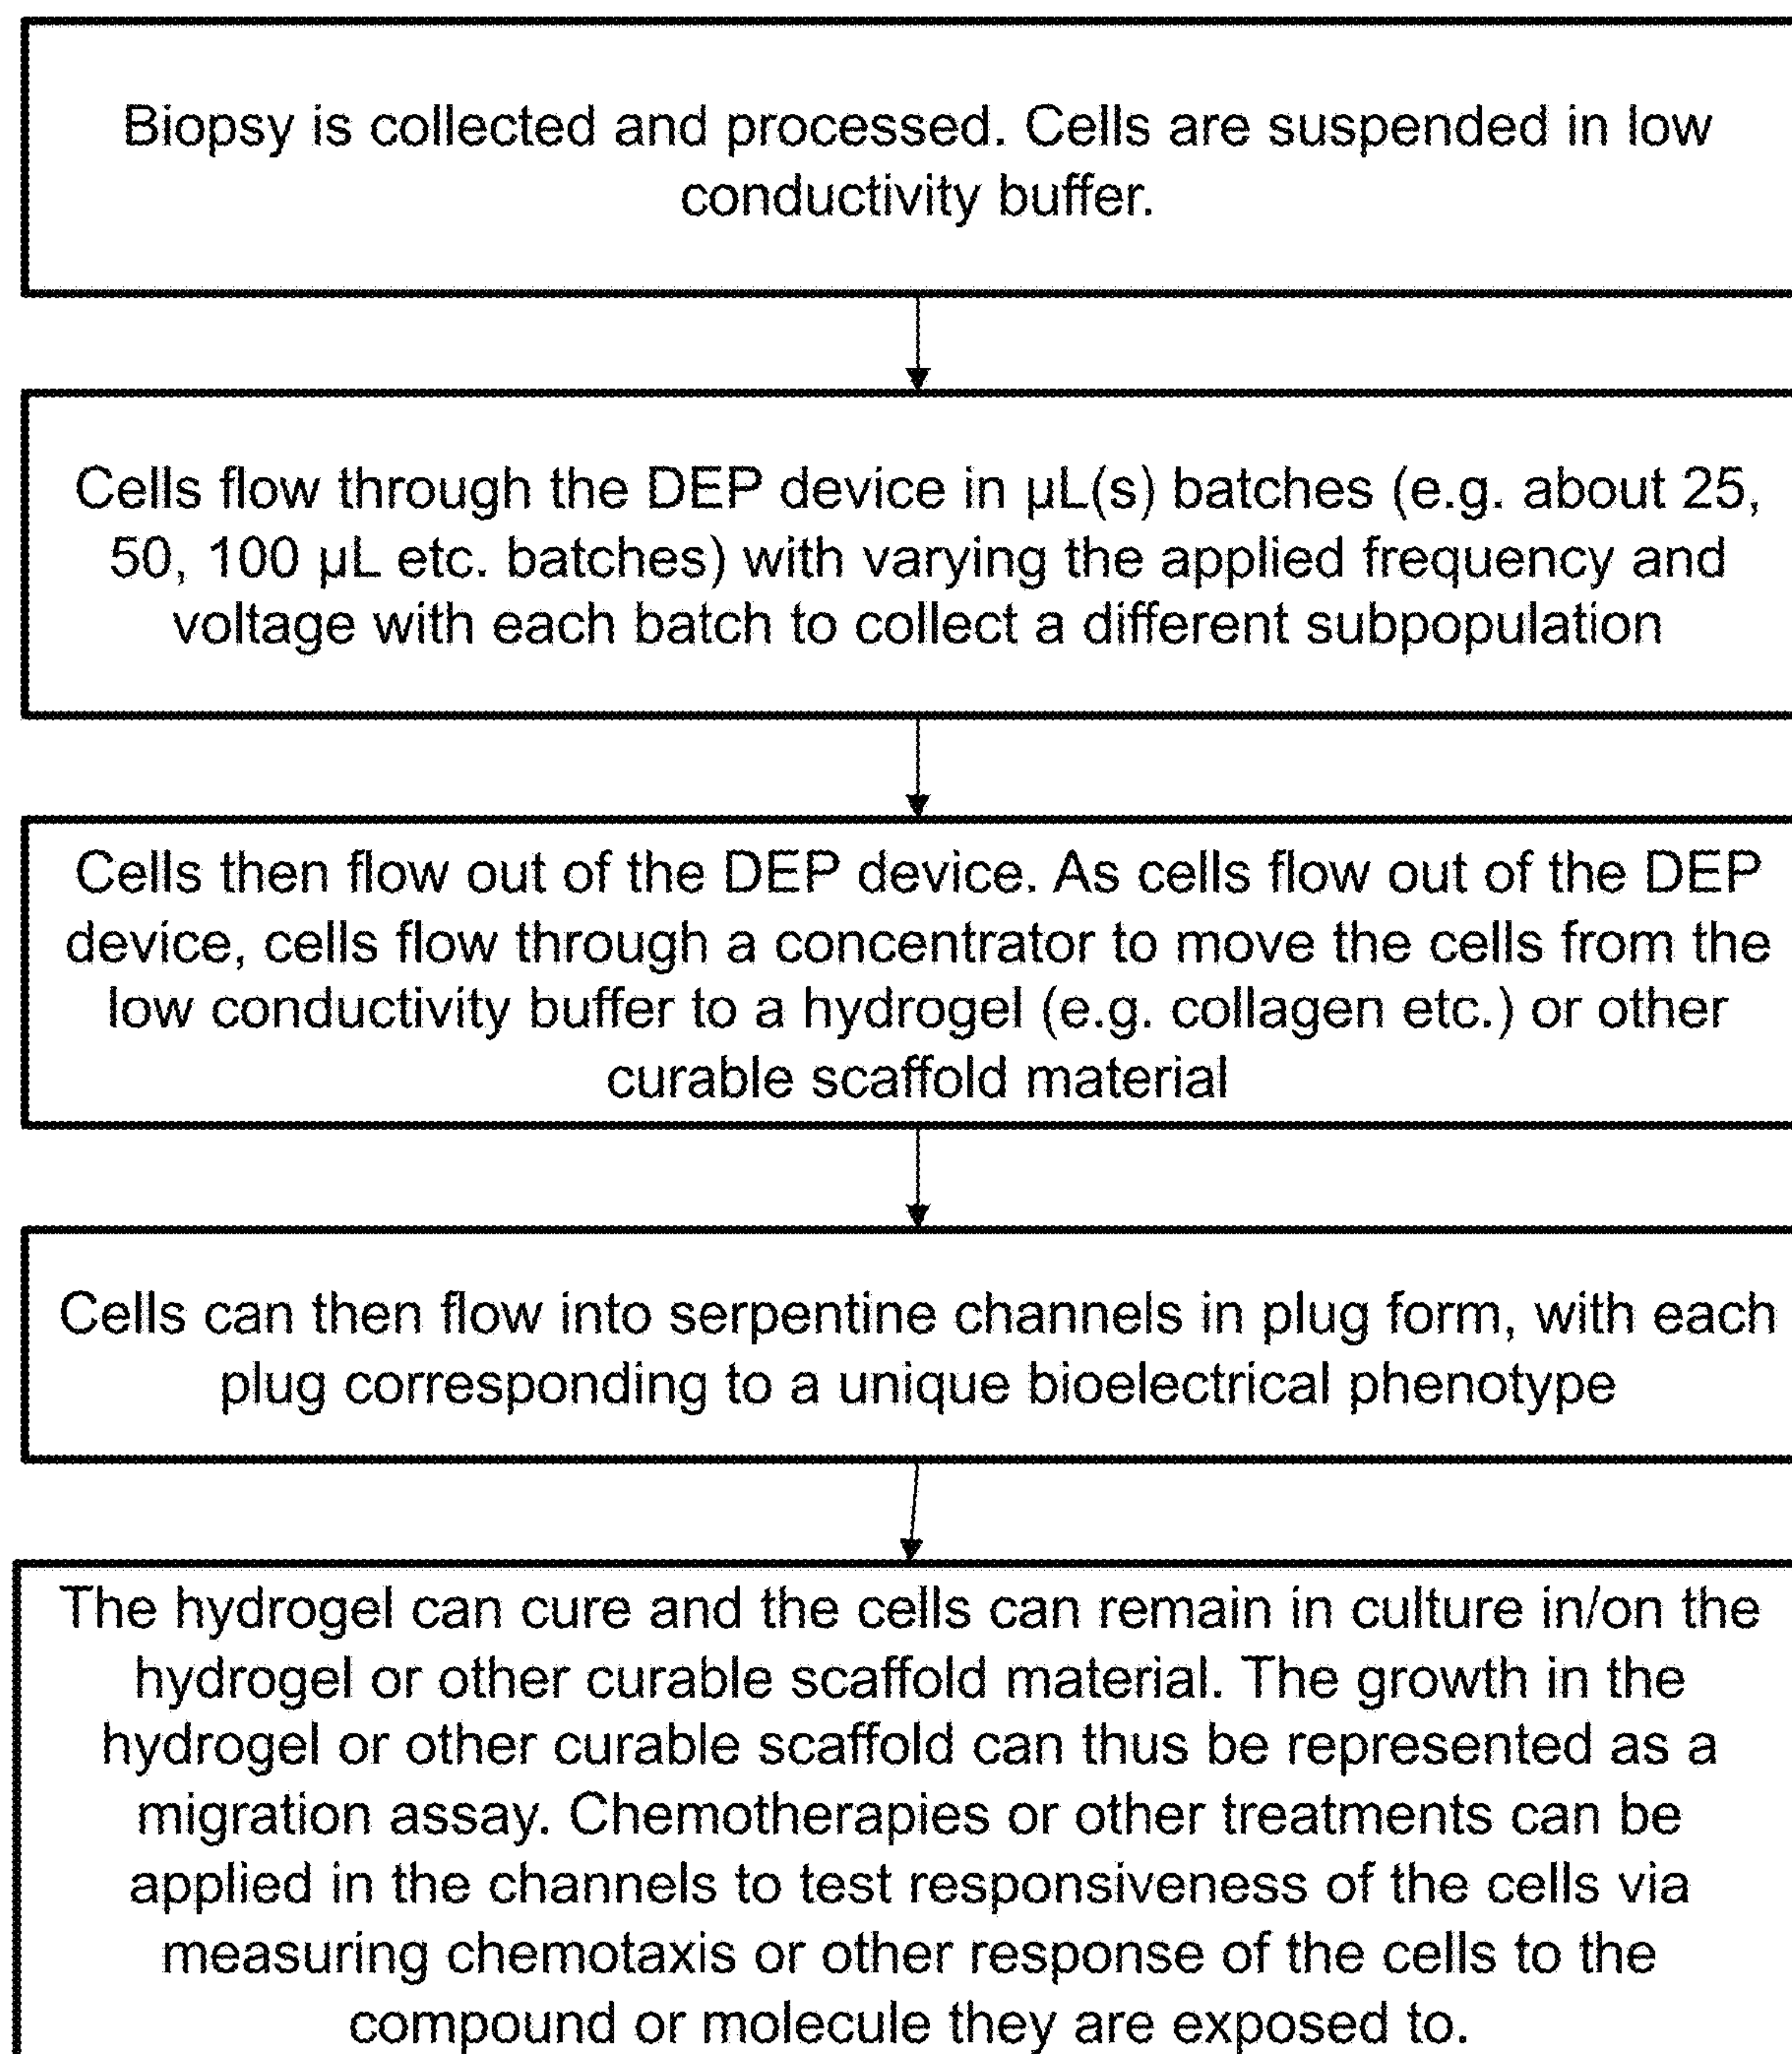 Biopsy is collected and processed. Cells are suspended in low
conductivity buffer.
Cells flow through the DEP device in µL(s) batches (e.g. about 25,
50, 100 µL etc. batches) with varying the applied frequency and
voltage with each batch to collect a different subpopulation
Cells then flow out of the DEP device. As cells flow out of the DEP
device, cells flow through a concentrator to move the cells from the
low conductivity buffer to a hydrogel (e.g. collagen etc.) or other
curable scaffold material
Cells can then flow into serpentine channels in plug form, with each
plug corresponding to a unique bioelectrical phenotype
The hydrogel can cure and the cells can remain in culture in/on the
hydrogel or other curable scaffold material. The growth in the
hydrogel or other curable scaffold can thus be represented as a
migration assay. Chemotherapies or other treatments can be
applied in the channels to test responsiveness of the cells via
measuring chemotaxis or other response of the cells to the
compound or molecule they are exposed to.